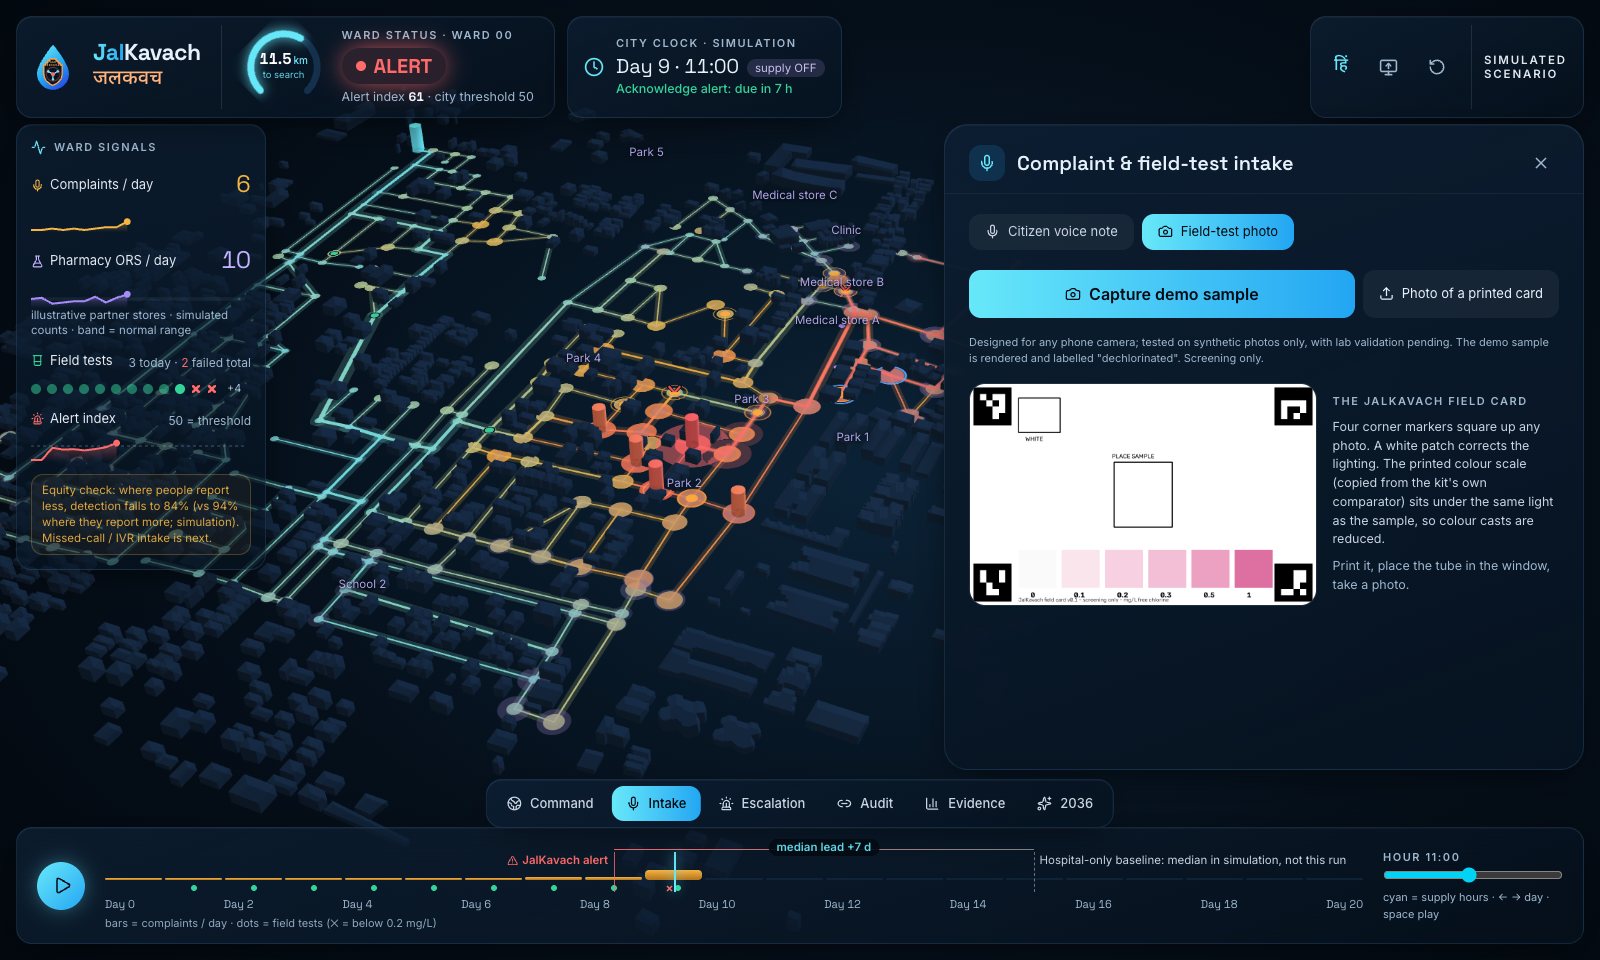 JalKavach
जलकवच
11.5 km
to search
WARD STATUS · WARD 00
ALERT
Alert index 61 · city threshold 50
CITY CLOCK · SIMULATION
Day 9 · 11:00 supply OFF
Acknowledge alert: due in 7 h
हिं
SIMULATED
SCENARIO
WARD SIGNALS
Complaints / day 6
Pharmacy ORS / day 10
illustrative partner stores · simulated
counts · band = normal range
Field tests 3 today · 2 failed total
+4
Alert index 50 = threshold
Equity check: where people report
less, detection falls to 84% (vs 94%
where they report more; simulation).
Missed-call / IVR intake is next.
Park 5
Medical store C
Clinic
Medical store B
Medical store A
Park 4
Park 3
Park 1
Park 2
School 2
Complaint & field-test intake
Citizen voice note
Field-test photo
Capture demo sample
Photo of a printed card
Designed for any phone camera; tested on synthetic photos only, with lab validation pending. The demo sample
is rendered and labelled "dechlorinated". Screening only.
WHITE
PLACE SAMPLE
0 0.1 0.2 0.3 0.5 1
JalKavach field card v0.1 · screening only · mg/L free chlorine
THE JALKAVACH FIELD CARD
Four corner markers square up any
photo. A white patch corrects the
lighting. The printed colour scale
(copied from the kit's own
comparator) sits under the same light
as the sample, so colour casts are
reduced.
Print it, place the tube in the window,
take a photo.
Command
Intake
Escalation
Audit
Evidence
2036
JalKavach alert
median lead +7 d
Hospital-only baseline: median in simulation, not this run
Day 0 Day 2 Day 4 Day 6 Day 8 Day 10 Day 12 Day 14 Day 16 Day 18 Day 20
bars = complaints / day · dots = field tests (✕ = below 0.2 mg/L)
HOUR 11:00
cyan = supply hours · ← → day ·
space play